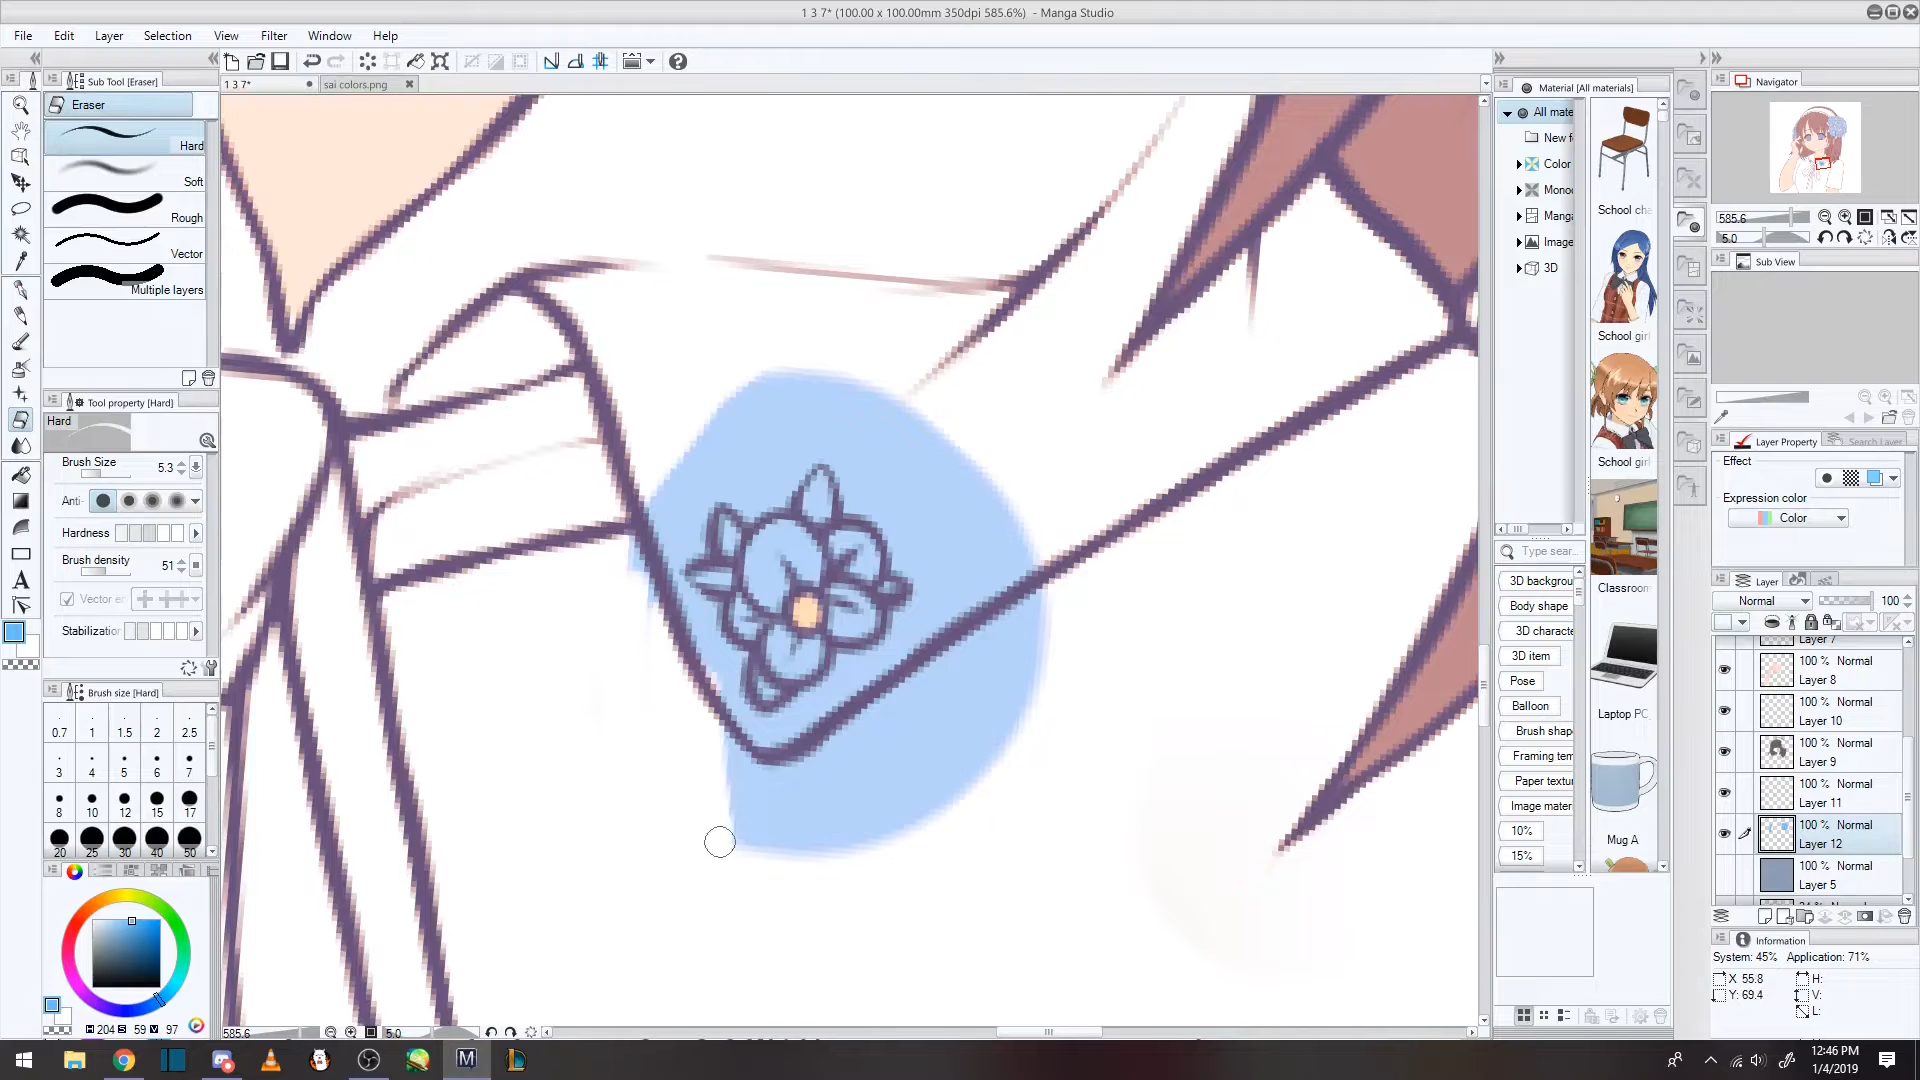 1 3 7* (100.00 x 100.00mm 350dpi 585.6%) - Manga Studio
File Edit Layer Selection View Filter Window Help
Sub Tool [Eraser]
1 3 7* sai colors.png
Eraser
Hard
Soft
Rough
Vector
Multiple layers
Tool property [Hard]
Hard
Brush Size 5.3
Anti-
Hardness
Brush density 51
Vector er
Stabilization
Brush size [Hard]
0.7 1 1.5 2 2.5
3 4 5 6 7
8 10 12 15 17
20 25 30 40 50
H 204 S 59 V 97
585.6 5.0
Material [All materials]
All mate
New f
Color
Mono
Manga
Image
3D
School cha
School girl
School girl
Classroom
Laptop PC
Mug A
Type sear...
3D backgrou
Body shape
3D characte
3D item
Pose
Balloon
Brush shap
Framing tem
Paper textu
Image mater
10%
15%
Navigator
585.6
5.0
Sub View
Layer Property Search Layer
Effect
Expression color
Color
Layer
Normal 100
Layer 7
100 % Normal
Layer 8
100 % Normal
Layer 10
100 % Normal
Layer 9
100 % Normal
Layer 11
100 % Normal
Layer 12
100 % Normal
Layer 5
Information
System: 45% Application: 71%
X 55.8 H:
Y: 69.4 V:
L:
12:46 PM
1/4/2019